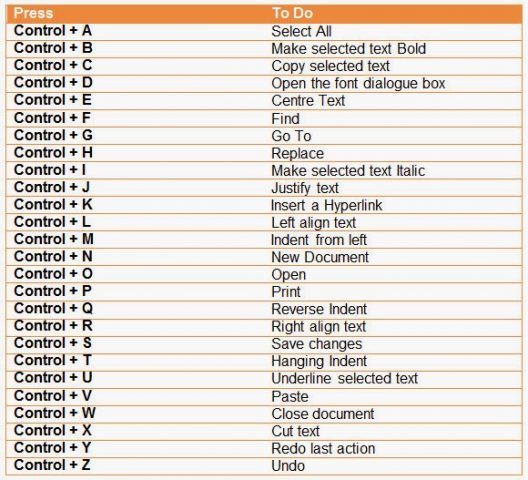 Press To Do
Control + A Select All
Control + B Make selected text Bold
Control + C Copy selected text
Control + D Open the font dialogue box
Control + E Centre Text
Control + F Find
Control + G Go To
Control + H Replace
Control + I Make selected text Italic
Control + J Justify text
Control + K Insert a Hyperlink
Control + L Left align text
Control + M Indent from left
Control + N New Document
Control + O Open
Control + P Print
Control + Q Reverse Indent
Control + R Right align text
Control + S Save changes
Control + T Hanging Indent
Control + U Underline selected text
Control + V Paste
Control + W Close document
Control + X Cut text
Control + Y Redo last action
Control + Z Undo